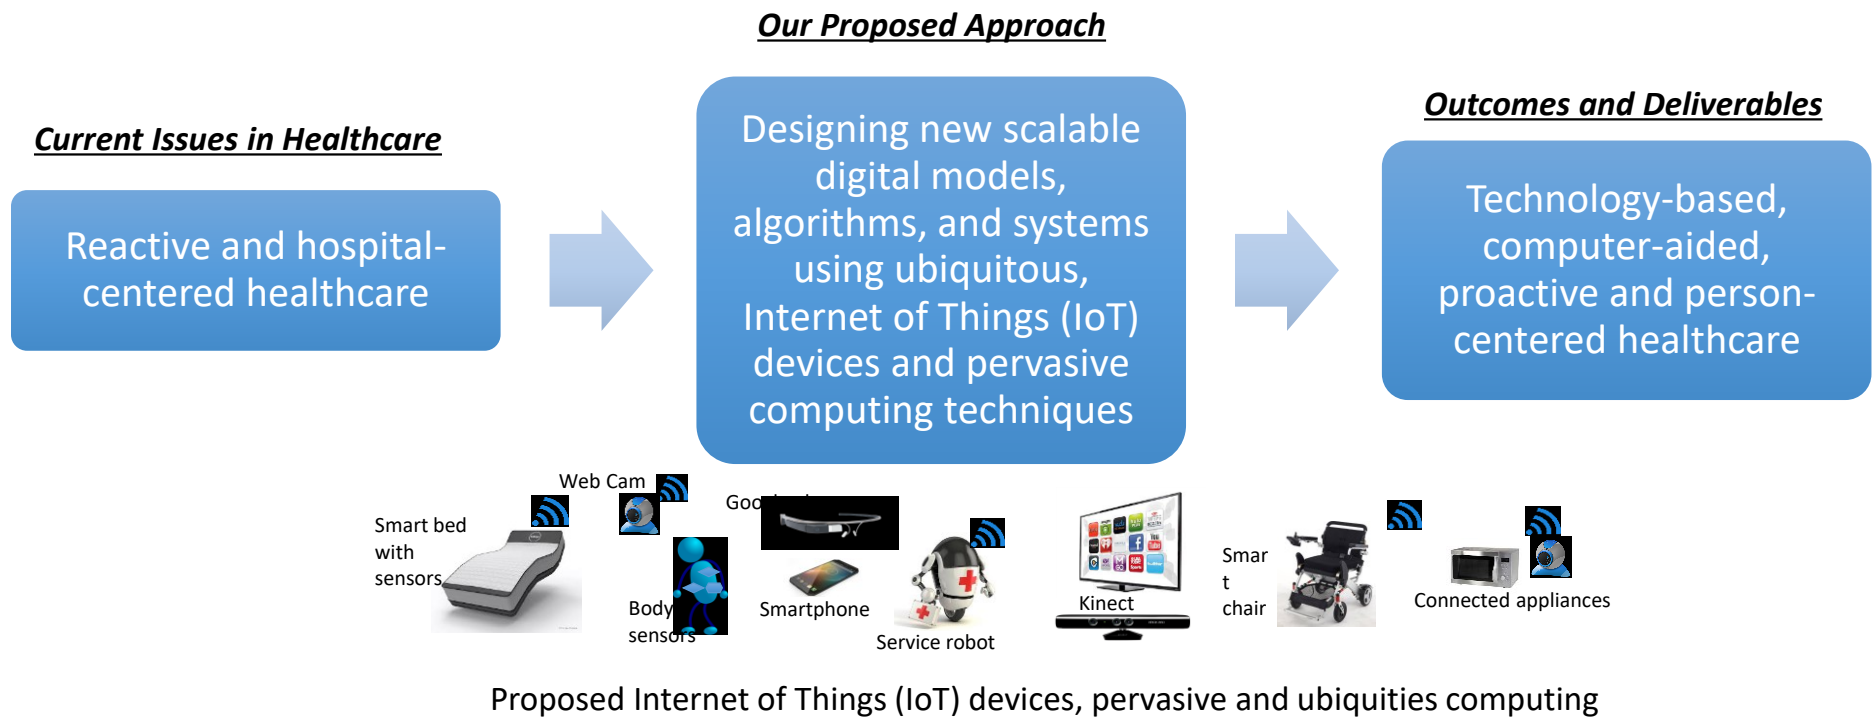 Our Proposed Approach
Current Issues in Healthcare
Outcomes and Deliverables
Reactive and hospital-
centered healthcare
Designing new scalable
digital models,
algorithms, and systems
using ubiquitous,
Internet of Things (IoT)
devices and pervasive
computing techniques
Technology-based,
computer-aided,
proactive and person-
centered healthcare
Smart bed
with
sensors
Web Cam
Body
sensors
Smartphone
Service robot
Kinect
Smar
t
chair
Connected appliances
Proposed Internet of Things (IoT) devices, pervasive and ubiquities computing